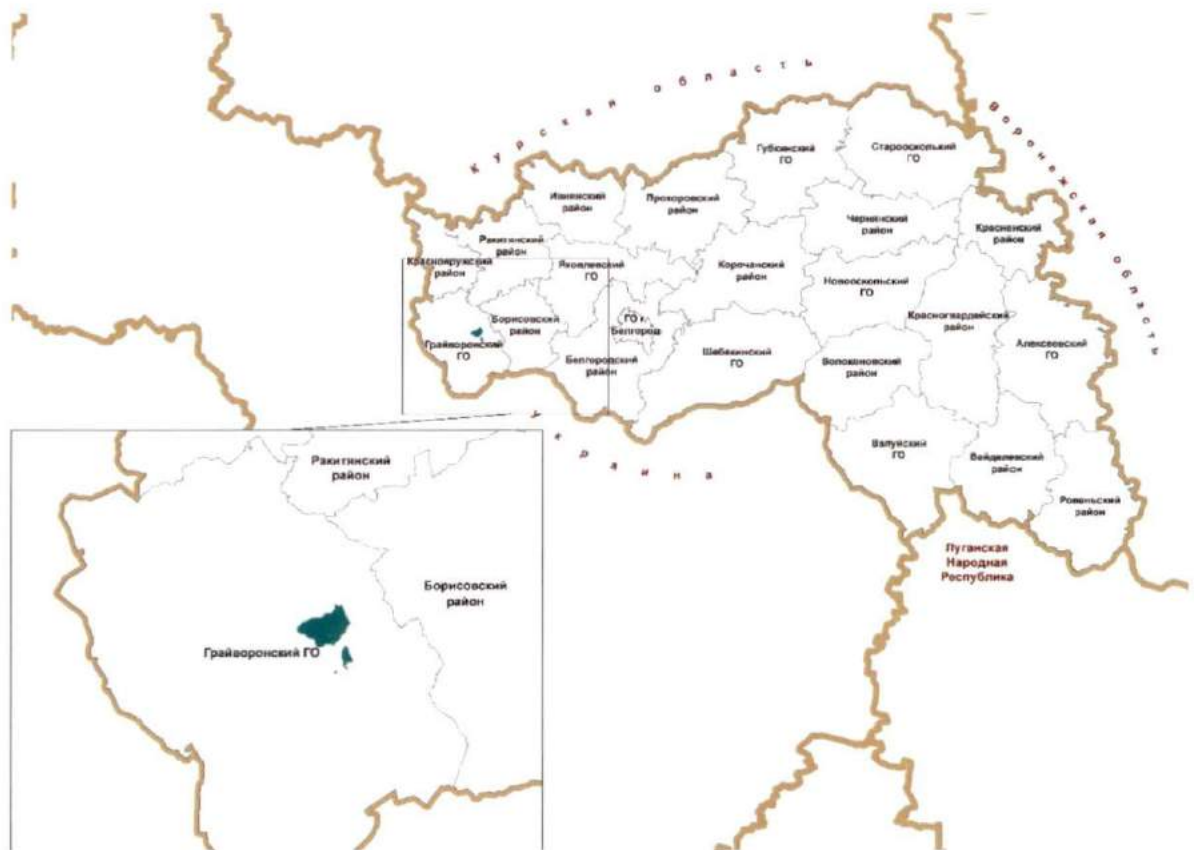 Курская область
Воронежская область
Губкинский
ГО
Старооскольский
ГО
Ивнянский
район
Прохоровский
район
Чернянский
район
Красненский
район
Ракитянский
район
Краснояружский
район
Яковлевский
ГО
Корочанский
район
Новооскольский
ГО
Красногвардейский
район
Борисовский
район
ГО г.
Белгород
Грайворонский
ГО
Белгородский
район
Шебекинский
ГО
Волоконовский
район
Алексеевский
ГО
Украина
Валуйский
ГО
Вейделевский
район
Ровеньский
район
Луганская
Народная
Республика
Ракитянский
район
Борисовский
район
Грайворонский ГО